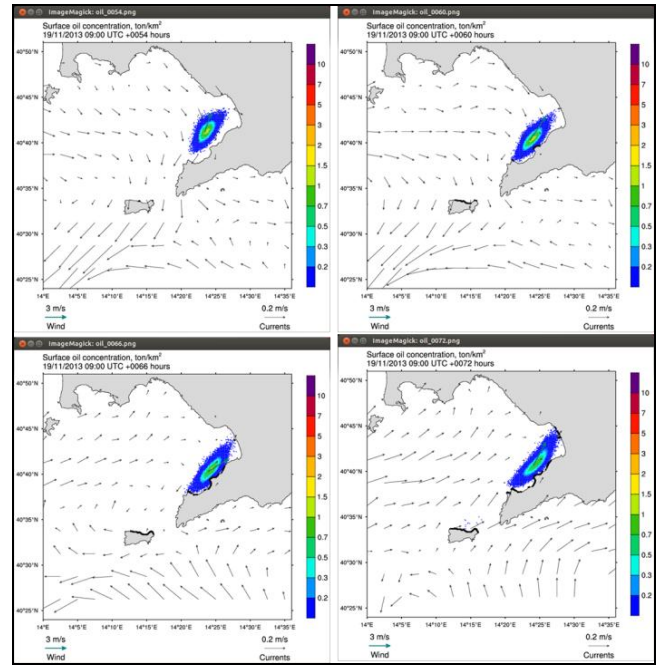 ImageMagick: oil_0054.png
Surface oil concentration, ton/km²
19/11/2013 09:00 UTC +0054 hours
40°50'N
40°45'N
40°40'N
40°35'N
40°30'N
40°25'N
14°E 14°5'E 14°10'E 14°15'E 14°20'E 14°25'E 14°30'E 14°35'E
10
7
5
3
2
1.5
1
0.7
0.5
0.3
0.2
3 m/s
Wind
0.2 m/s
Currents
ImageMagick: oil_0060.png
Surface oil concentration, ton/km²
19/11/2013 09:00 UTC +0060 hours
40°50'N
40°45'N
40°40'N
40°35'N
40°30'N
40°25'N
14°E 14°5'E 14°10'E 14°15'E 14°20'E 14°25'E 14°30'E 14°35'E
10
7
5
3
2
1.5
1
0.7
0.5
0.3
0.2
3 m/s
Wind
0.2 m/s
Currents
ImageMagick: oil_0066.png
Surface oil concentration, ton/km²
19/11/2013 09:00 UTC +0066 hours
40°50'N
40°45'N
40°40'N
40°35'N
40°30'N
40°25'N
14°E 14°5'E 14°10'E 14°15'E 14°20'E 14°25'E 14°30'E 14°35'E
10
7
5
3
2
1.5
1
0.7
0.5
0.3
0.2
3 m/s
Wind
0.2 m/s
Currents
ImageMagick: oil_0072.png
Surface oil concentration, ton/km²
19/11/2013 09:00 UTC +0072 hours
40°50'N
40°45'N
40°40'N
40°35'N
40°30'N
40°25'N
14°E 14°5'E 14°10'E 14°15'E 14°20'E 14°25'E 14°30'E 14°35'E
10
7
5
3
2
1.5
1
0.7
0.5
0.3
0.2
3 m/s
Wind
0.2 m/s
Currents